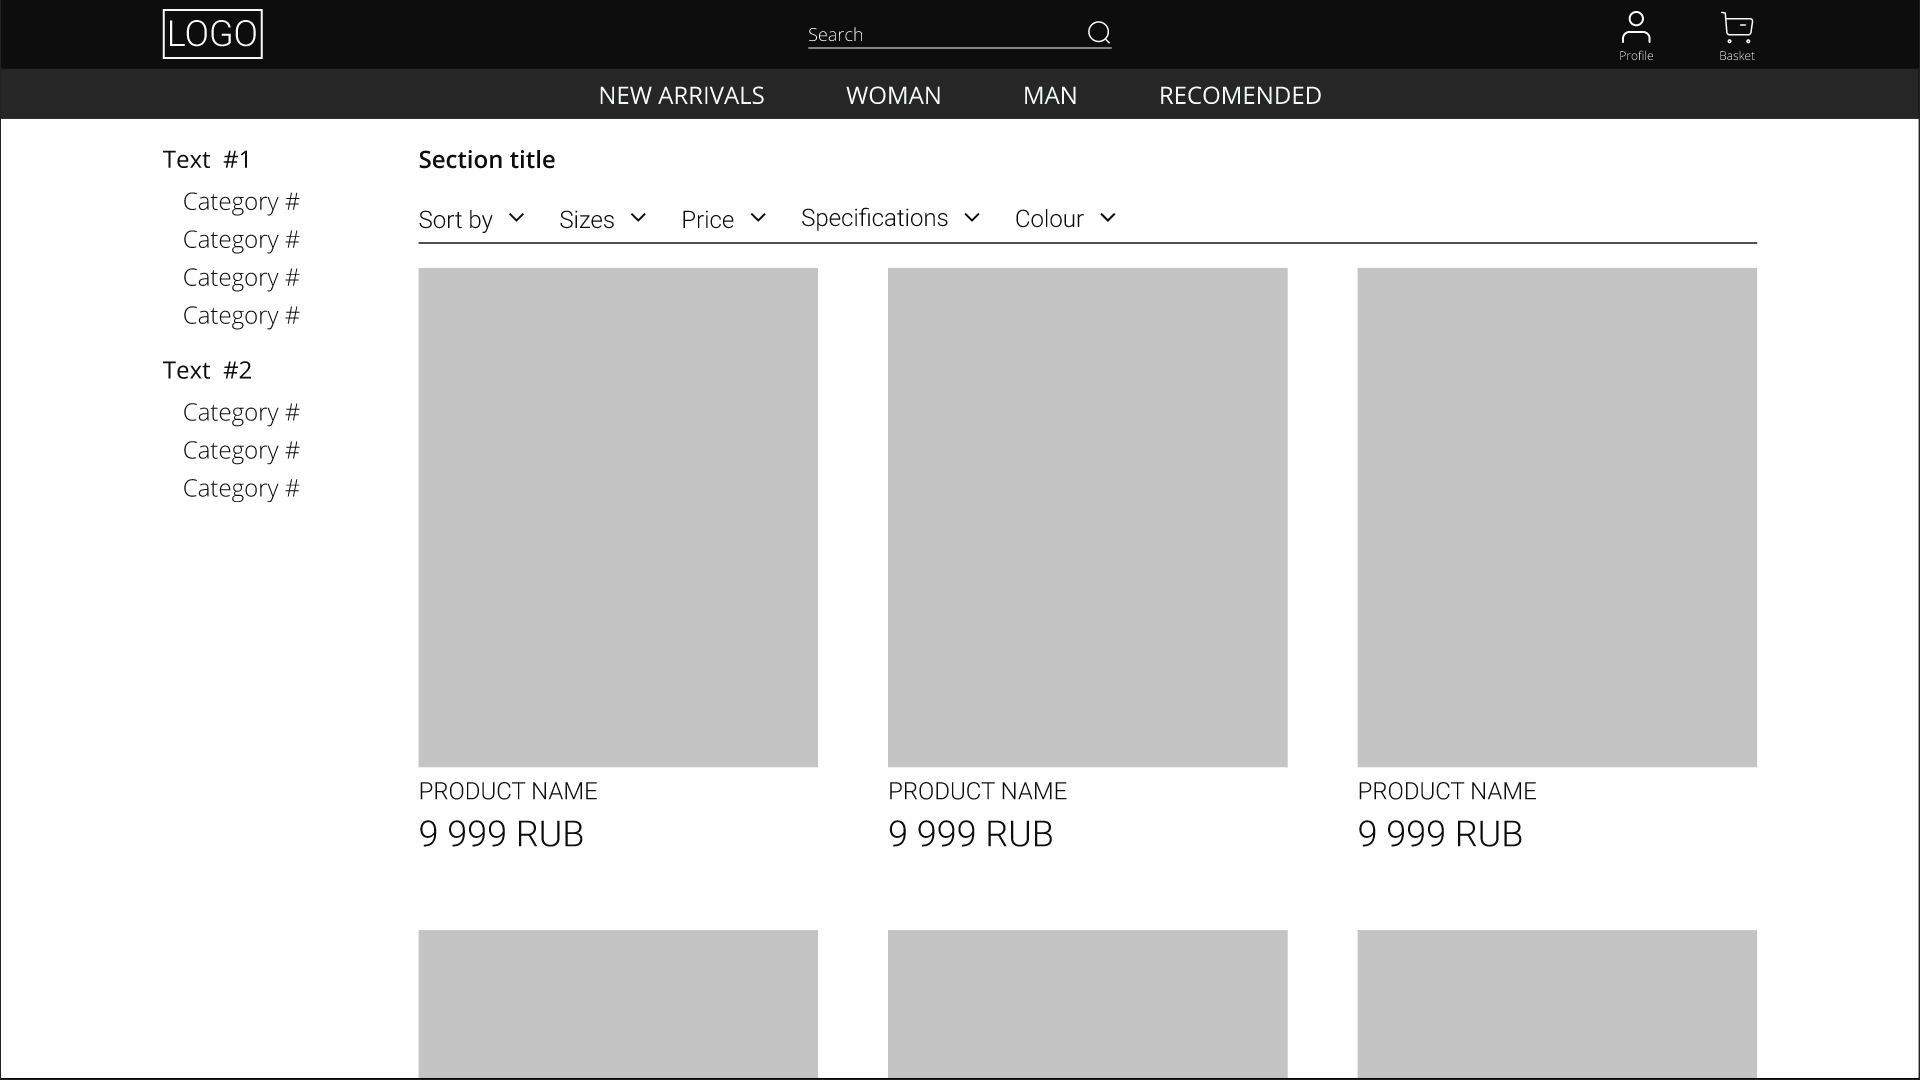 LOGO
Search
Profile
Basket
NEW ARRIVALS WOMAN MAN RECOMENDED
Text #1
Category #
Category #
Category #
Category #
Text #2
Category #
Category #
Category #
Section title
Sort by Sizes Price Specifications Colour
PRODUCT NAME
9 999 RUB
PRODUCT NAME
9 999 RUB
PRODUCT NAME
9 999 RUB